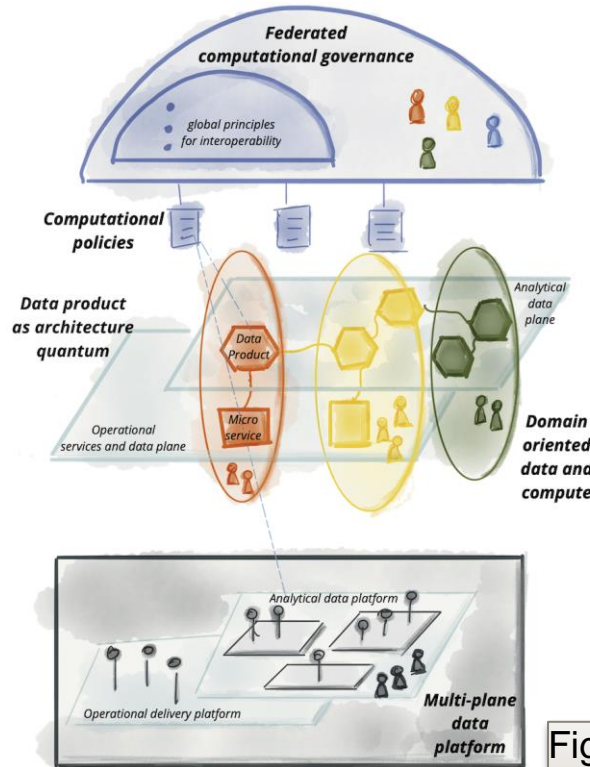 Federated
computational governance
global principles
for interoperability
Computational
policies
Analytical
data
plane
Data product
as architecture
quantum
Data
Product
Micro
service
Operational
services and data plane
Domain
oriented
data and
compute
Analytical data platform
Operational delivery platform
Multi-plane
data
platform
Fig